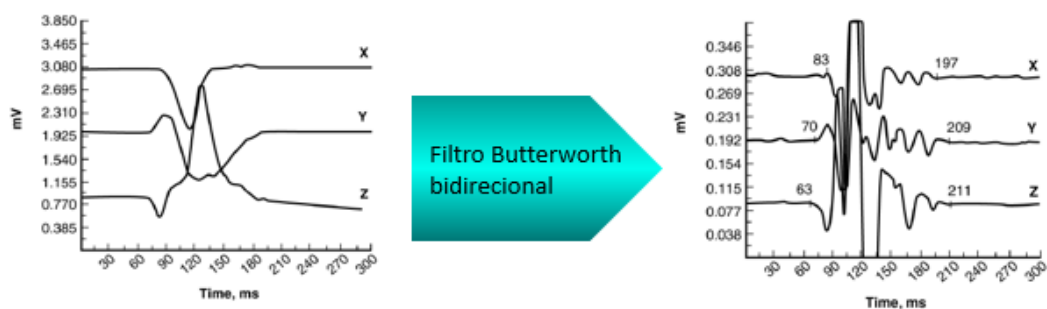 3.850
3.465
3.080
2.695
2.310
1.925
1.540
1.155
0.770
0.385
mV
X
Y
Z
30 60 90 120 150 180 210 240 270 300
Time, ms
Filtro Butterworth
bidirecional
0.346
0.308
0.269
0.231
0.192
0.154
0.115
0.077
0.038
mV
83 197 X
70 209 Y
63 211 Z
30 60 90 120 150 180 210 240 270 300
Time, ms